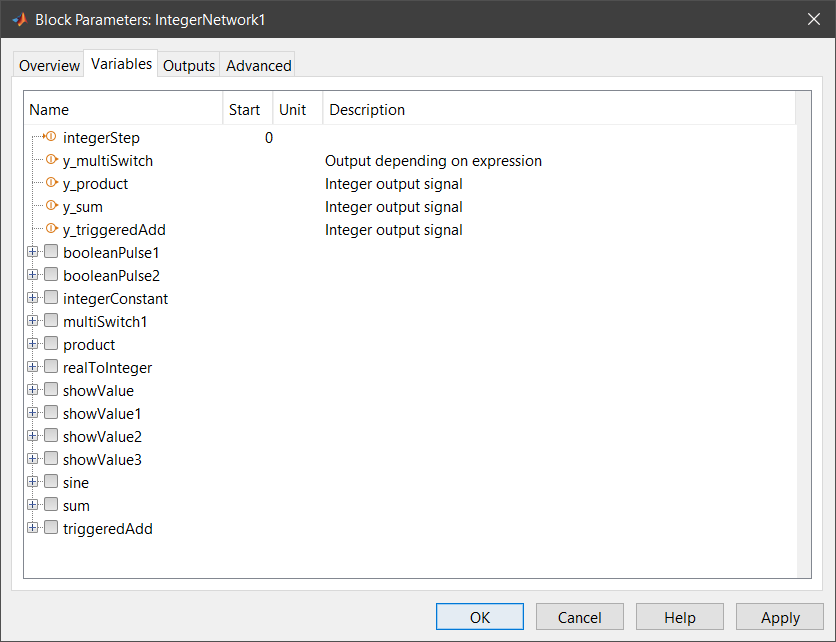 Block Parameters: IntegerNetwork1
Overview Variables Outputs Advanced
Name Start Unit Description
integerStep 0
y_multiSwitch Output depending on expression
y_product Integer output signal
y_sum Integer output signal
y_triggeredAdd Integer output signal
booleanPulse1
booleanPulse2
integerConstant
multiSwitch1
product
realToInteger
showValue
showValue1
showValue2
showValue3
sine
sum
triggeredAdd
OK Cancel Help Apply